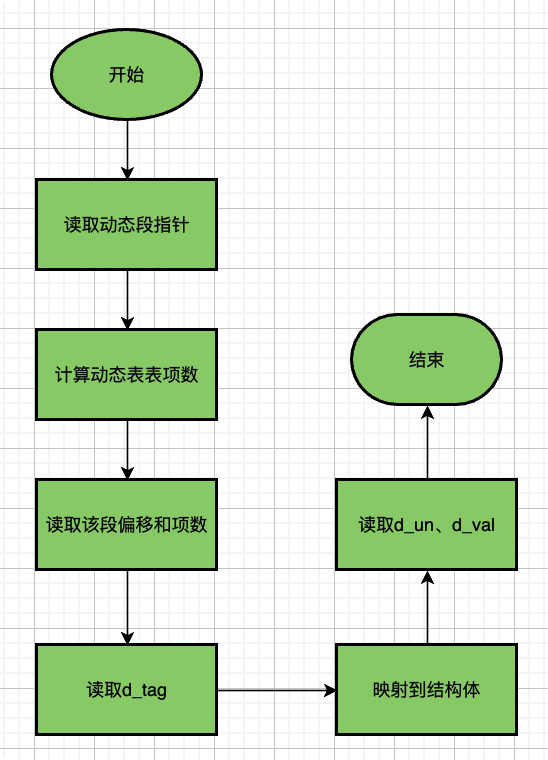 开始
读取动态段指针
计算动态表表项数
读取该段偏移和项数
读取d_tag
映射到结构体
读取d_un、d_val
结束